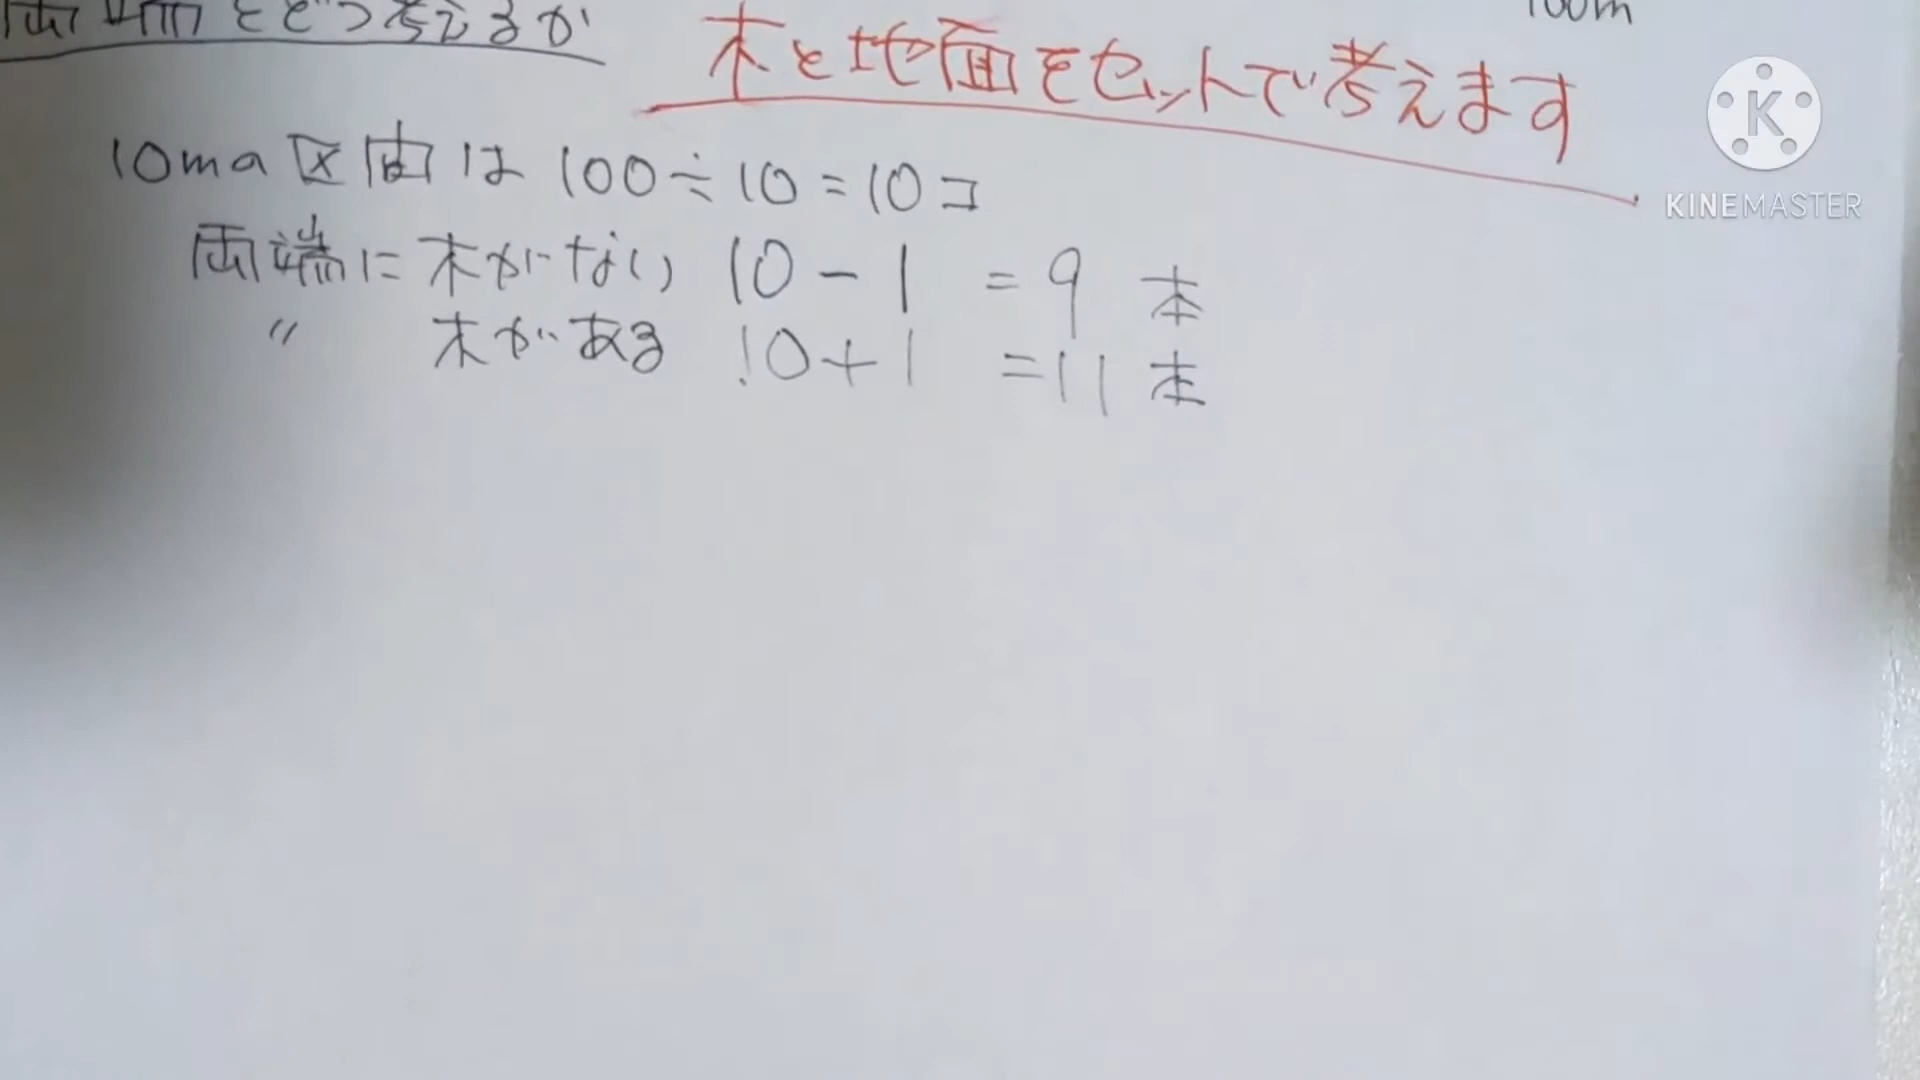 100m
両端をどう考えるか
木と地面をセットで考えます
10mの区間は 100÷10=10コ
両端に木がない 10-1 =9 本
〃 木がある 10+1 =11 本
KINEMASTER